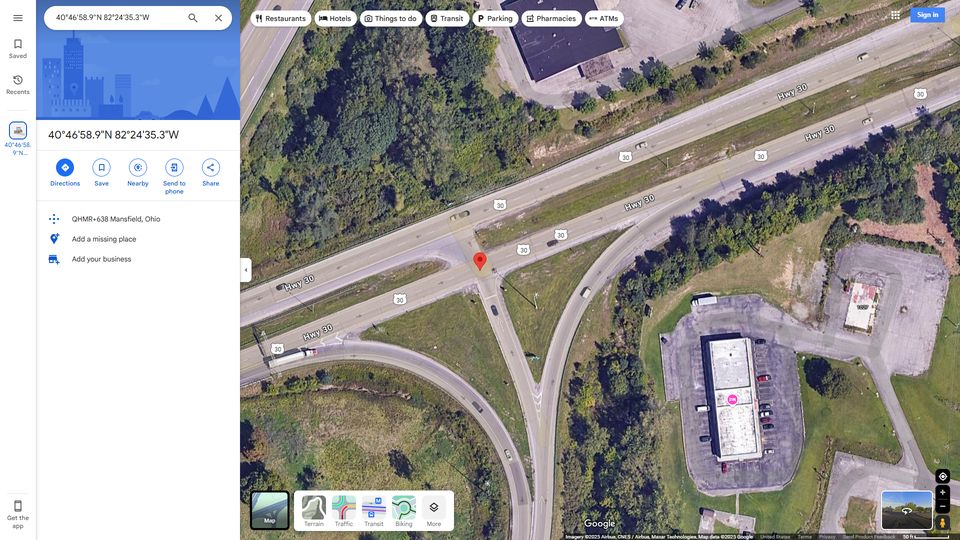 40°46'58.9"N 82°24'35.3"W
Restaurants
Hotels
Things to do
Transit
Parking
Pharmacies
ATMs
Sign in
Saved
Recents
40°46'58.
9"N...
40°46'58.9"N 82°24'35.3"W
Directions
Save
Nearby
Send to
phone
Share
QHMR+638 Mansfield, Ohio
Add a missing place
Add your business
Get the
app
Hwy 30
30
Hwy 30
30
30
30
Hwy 30
30
30
30
Hwy 30
30
Hwy 30
30
Map
Terrain
Traffic
Transit
Biking
More
Google
Imagery ©2025 Airbus, CNES / Airbus, Maxar Technologies, Map data ©2025 Google
United States
Terms
Privacy
Send Product Feedback
50 ft